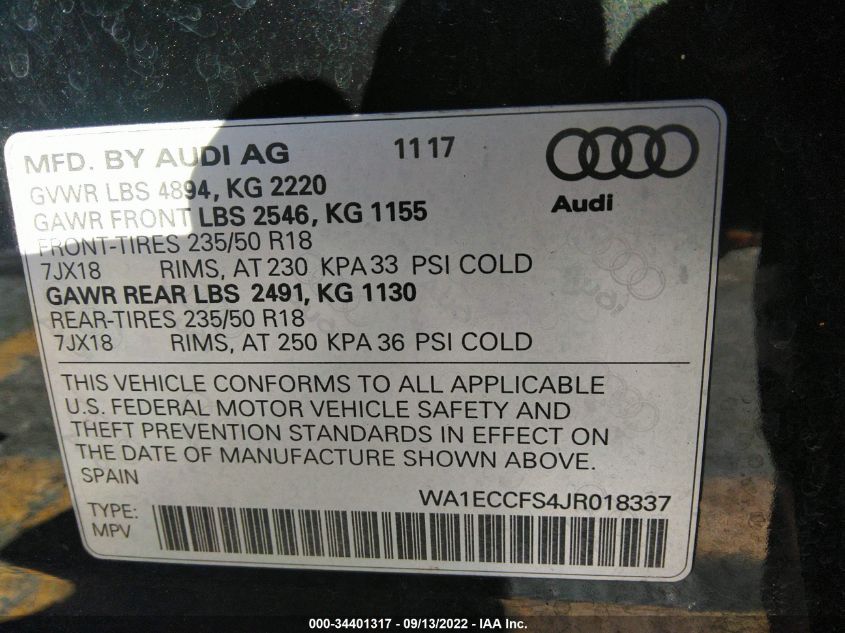 MFD. BY AUDI AG 11 17
GVWR LBS 4894, KG 2220
GAWR FRONT LBS 2546, KG 1155
FRONT-TIRES 235/50 R18
7JX18 RIMS, AT 230 KPA 33 PSI COLD
GAWR REAR LBS 2491, KG 1130
REAR-TIRES 235/50 R18
7JX18 RIMS, AT 250 KPA 36 PSI COLD
Audi
THIS VEHICLE CONFORMS TO ALL APPLICABLE
U.S. FEDERAL MOTOR VEHICLE SAFETY AND
THEFT PREVENTION STANDARDS IN EFFECT ON
THE DATE OF MANUFACTURE SHOWN ABOVE.
SPAIN
WA1ECCFS4JR018337
TYPE:
MPV
000-34401317 - 09/13/2022 - IAA Inc.